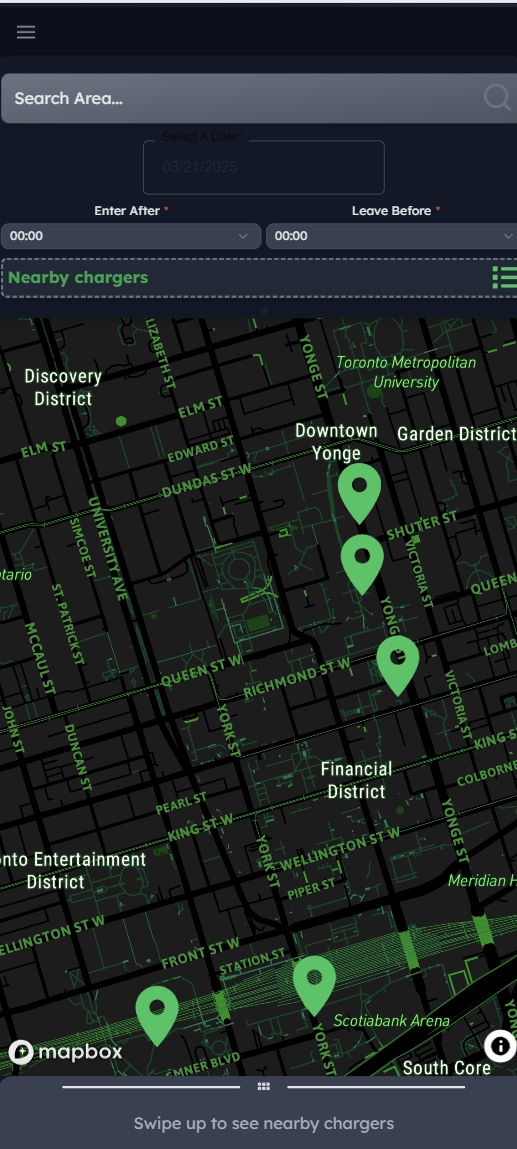 Search Area...
Select A Date*
03/21/2025
Enter After *
Leave Before *
00:00
00:00
Nearby chargers
LIZABETH ST
YONGE ST
Toronto Metropolitan
University
Discovery
District
ELM ST
Downtown
Yonge
Garden District
ELM ST
EDWARD ST
DUNDAS ST W
UNIVERSITY AVE
SIMCOE ST
SHUTER ST
VICTORIA ST
tario
ST. PATRICK ST
QUEEN
YONG
MCCAUL ST
QUEEN ST W
RICHMOND ST W
LOMB
JOHN ST
DUNCAN ST
YORK ST
VICTORIA ST
KING S
Financial
District
COLBORNE
PEARL ST
KING ST W
YONGE ST
onto Entertainment
District
YORK ST
WELLINGTON ST W
PIPER ST
Meridian H
ELLINGTON ST W
FRONT ST W
STATION ST
Scotiabank Arena
YON
mapbox
YORK ST
EMNER BLVD
South Core
Swipe up to see nearby chargers